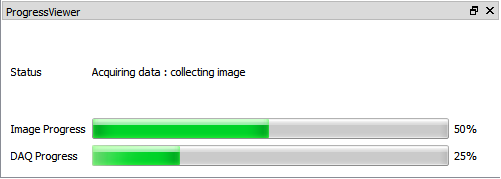 ProgressViewer
Status Acquiring data : collecting image
Image Progress 50%
DAQ Progress 25%